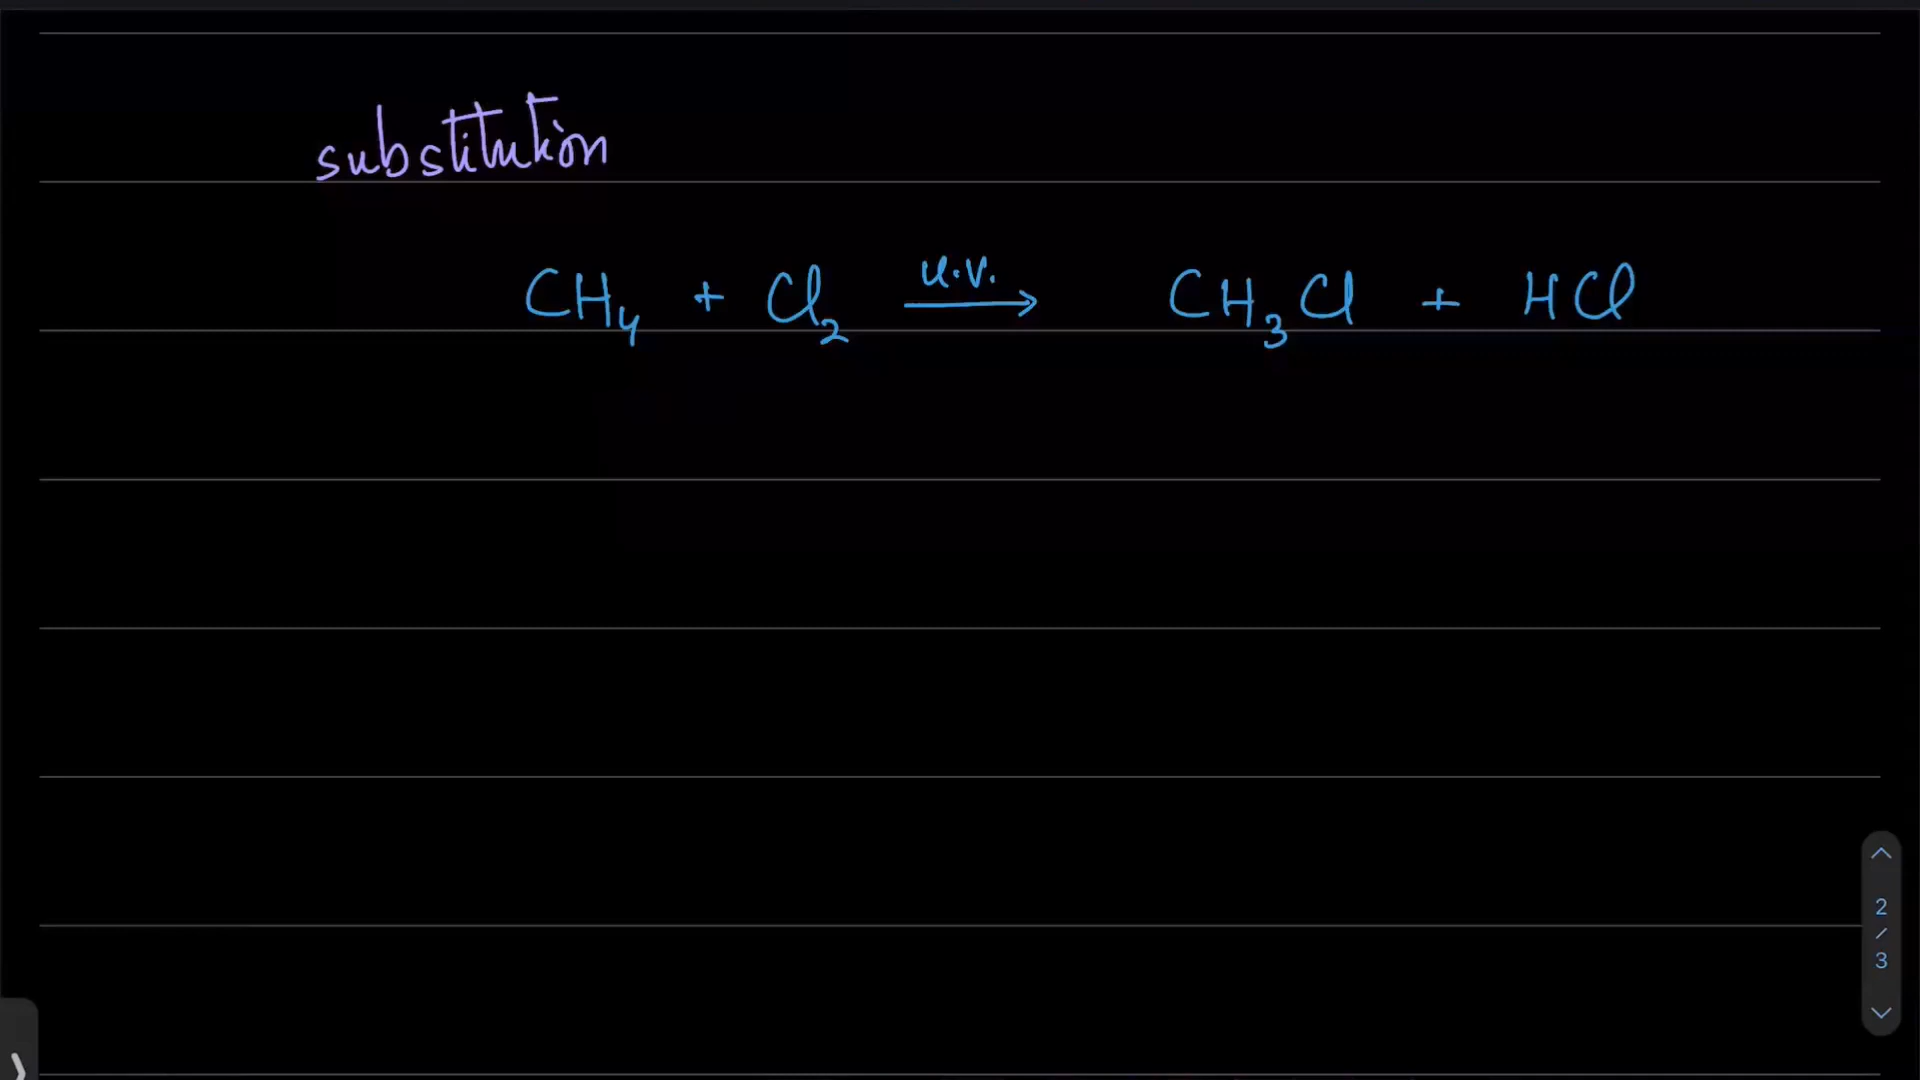 substitution
u.v.
CH₄ + Cl₂ ⟶ CH₃Cl + HCl
2
/
3